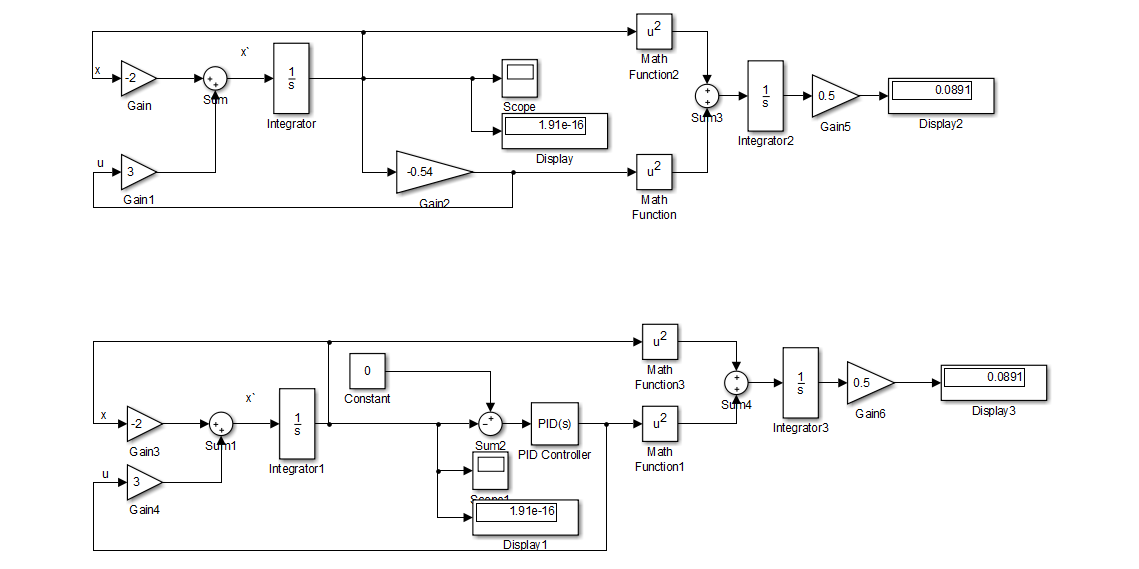 x
-2
Gain
+
+
Sum
x`
1
s
Integrator
Scope
1.91e-16
Display
u
3
Gain1
-0.54
Gain2
u2
Math
Function2
u2
Math
Function
+
+
Sum3
1
s
Integrator2
0.5
Gain5
0.0891
Display2
x
-2
Gain3
+
+
Sum1
x`
1
s
Integrator1
u
3
Gain4
0
Constant
+
−
Sum2
PID(s)
PID Controller
Scope1
1.91e-16
Display1
u2
Math
Function3
u2
Math
Function1
+
+
Sum4
1
s
Integrator3
0.5
Gain6
0.0891
Display3